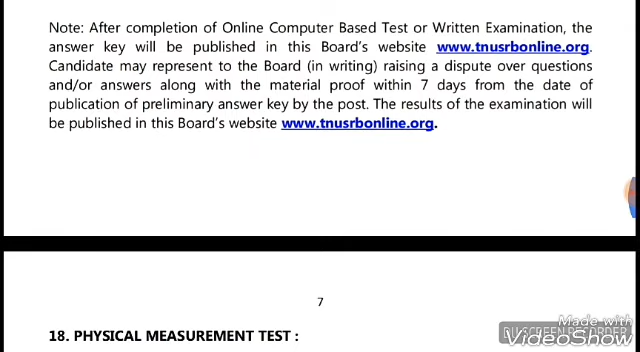 Note: After completion of Online Computer Based Test or Written Examination, the
answer key will be published in this Board's website www.tnusrbonline.org.
Candidate may represent to the Board (in writing) raising a dispute over questions
and/or answers along with the material proof within 7 days from the date of
publication of preliminary answer key by the post. The results of the examination will
be published in this Board's website www.tnusrbonline.org.
7
18. PHYSICAL MEASUREMENT TEST :
Made with
DU SCREEN RECORDER
VideoShow